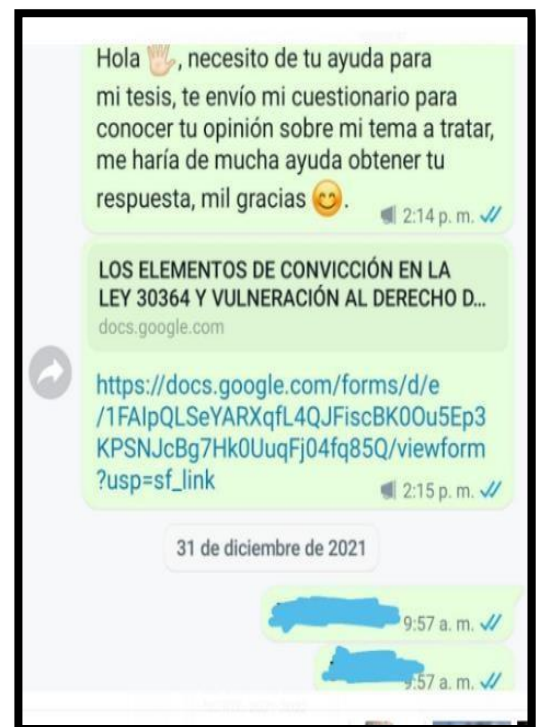 Hola 🖐🏻, necesito de tu ayuda para
mi tesis, te envío mi cuestionario para
conocer tu opinión sobre mi tema a tratar,
me haría de mucha ayuda obtener tu
respuesta, mil gracias 😊.
2:14 p. m.
LOS ELEMENTOS DE CONVICCIÓN EN LA
LEY 30364 Y VULNERACIÓN AL DERECHO D...
docs.google.com
https://docs.google.com/forms/d/e
/1FAIpQLSeYARXqfL4QJFiscBK0Ou5Ep3
KPSNJcBg7Hk0UuqFj04fq85Q/viewform
?usp=sf_link
2:15 p. m.
31 de diciembre de 2021
9:57 a. m.
9:57 a. m.